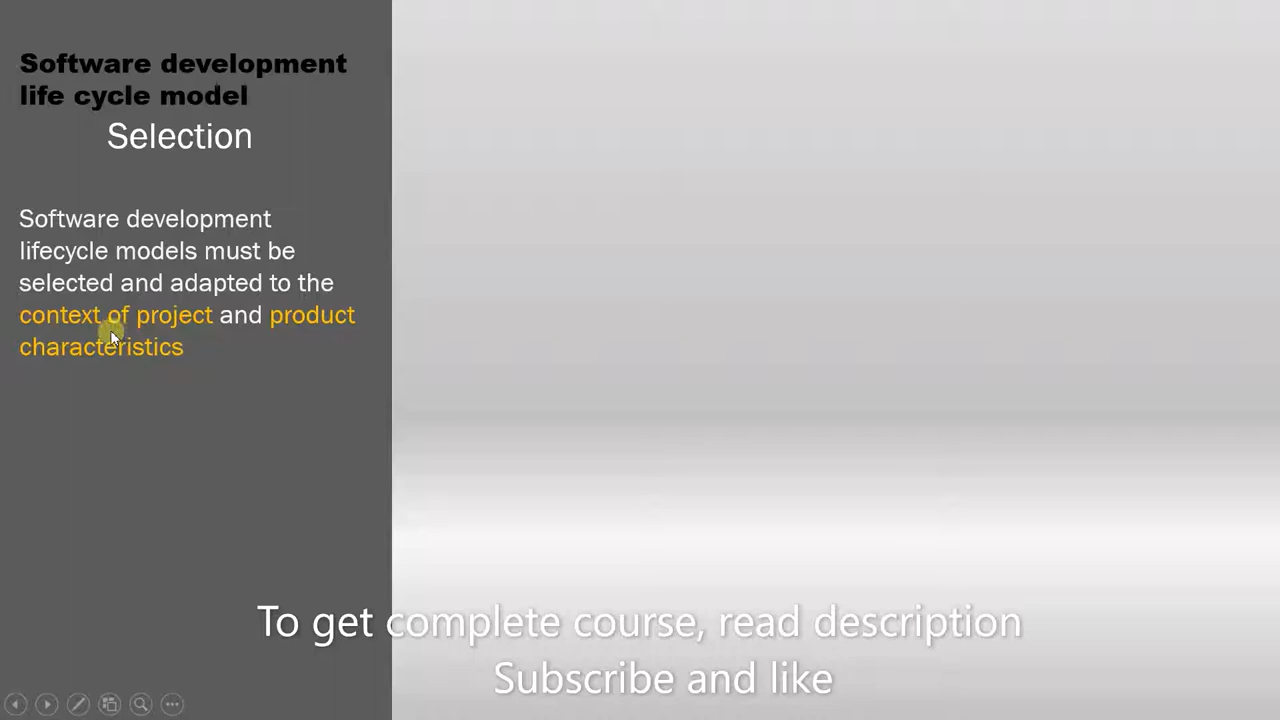 Software development
life cycle model
Selection
Software development
lifecycle models must be
selected and adapted to the
context of project and product
characteristics
To get complete course, read description
Subscribe and like